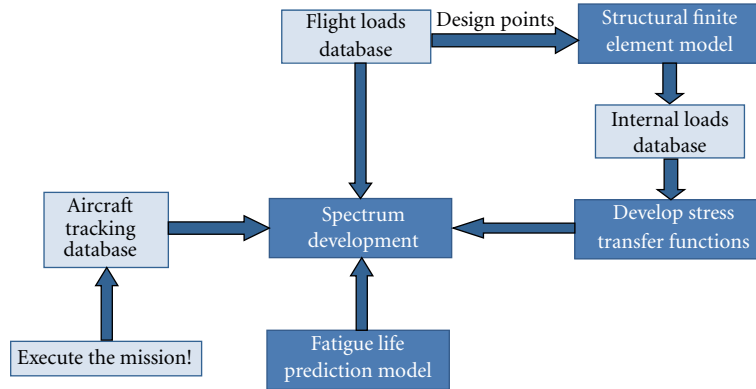 Flight loads
database
Design points
Structural finite
element model
Internal loads
database
Aircraft
tracking
database
Spectrum
development
Develop stress
transfer functions
Execute the mission!
Fatigue life
prediction model